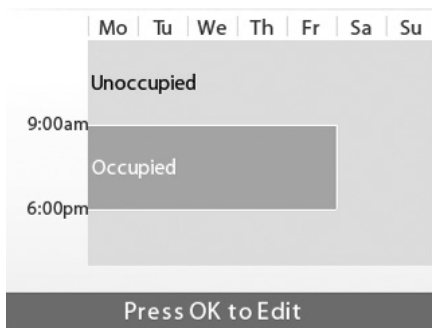 Mo Tu We Th Fr Sa Su
Unoccupied
9:00am
Occupied
6:00pm
Press OK to Edit